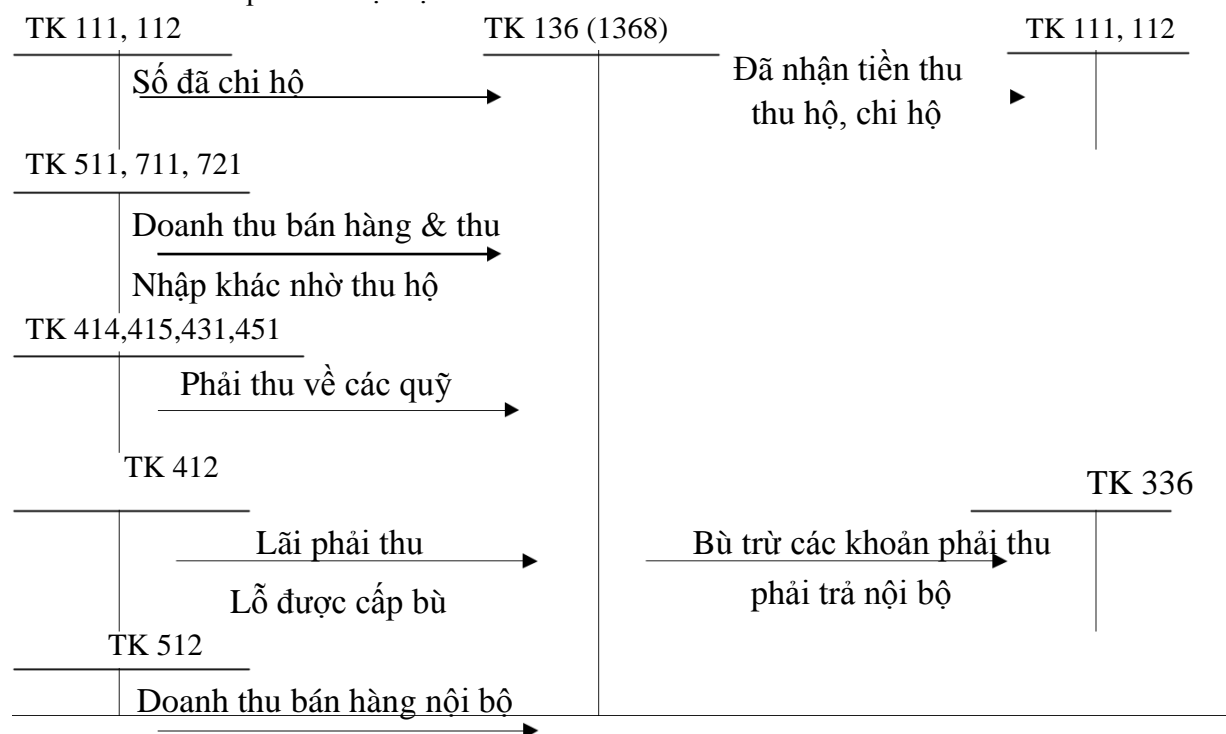 TK 111, 112 TK 136 (1368) TK 111, 112
Số đã chi hộ
Đã nhận tiền thu
thu hộ, chi hộ
TK 511, 711, 721
Doanh thu bán hàng & thu
Nhập khác nhờ thu hộ
TK 414,415,431,451
Phải thu về các quỹ
TK 412
TK 336
Lãi phải thu
Lỗ được cấp bù
Bù trừ các khoản phải thu
phải trả nội bộ
TK 512
Doanh thu bán hàng nội bộ